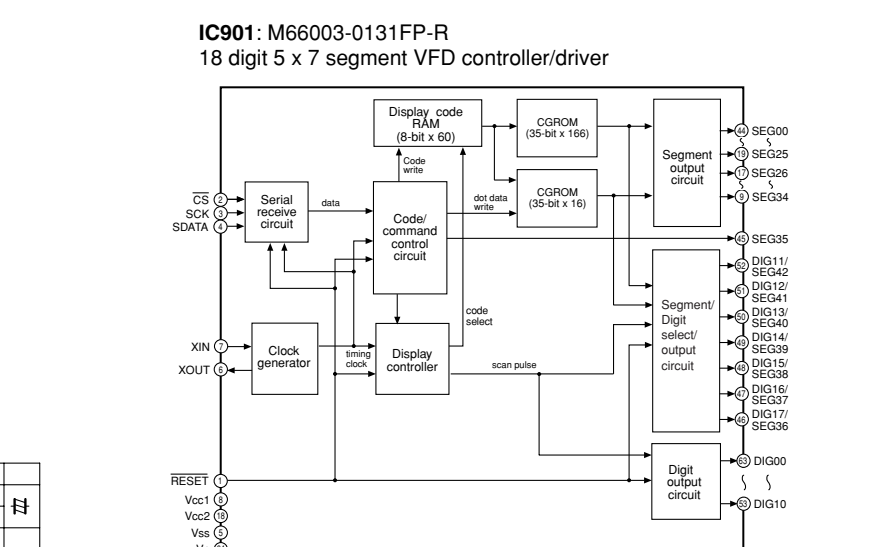 IC901: M66003-0131FP-R
18 digit 5 x 7 segment VFD controller/driver
Display code
RAM
(8-bit x 60)
CGROM
(35-bit x 166)
CGROM
(35-bit x 16)
Segment
output
circuit
44 SEG00
19 SEG25
17 SEG26
9 SEG34
45 SEG35
Code
write
dot data
write
CS 2
SCK 3
SDATA 4
Serial
receive
circuit
data
Code/
command
control
circuit
52 DIG11/
SEG42
51 DIG12/
SEG41
50 DIG13/
SEG40
49 DIG14/
SEG39
48 DIG15/
SEG38
47 DIG16/
SEG37
46 DIG17/
SEG36
Segment/
Digit
select/
output
circuit
code
select
XIN 7
XOUT 6
Clock
generator
timing
clock
Display
controller
scan pulse
RESET 1
Vcc1 8
Vcc2 18
Vss 5
Digit
output
circuit
63 DIG00
53 DIG10